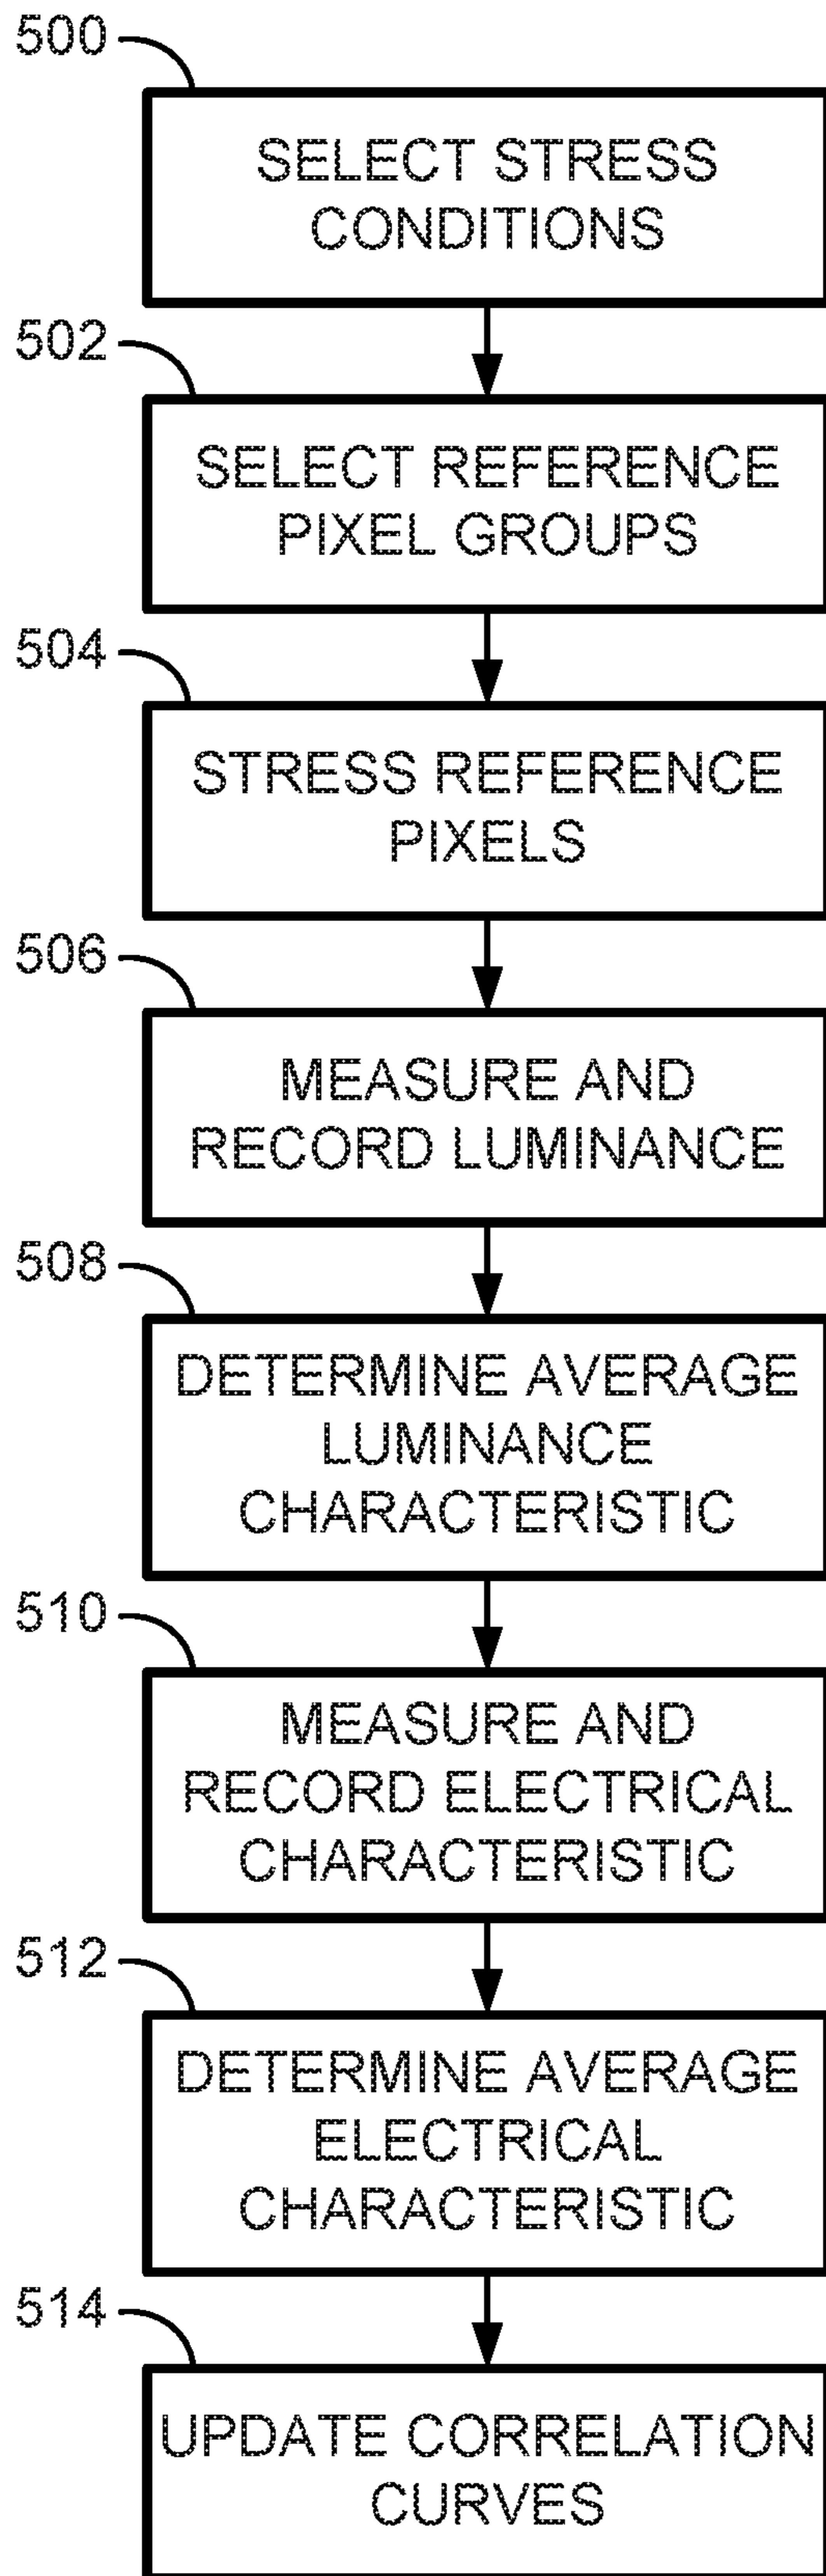 500
SELECT STRESS
CONDITIONS
502
SELECT REFERENCE
PIXEL GROUPS
504
STRESS REFERENCE
PIXELS
506
MEASURE AND
RECORD LUMINANCE
508
DETERMINE AVERAGE
LUMINANCE
CHARACTERISTIC
510
MEASURE AND
RECORD ELECTRICAL
CHARACTERISTIC
512
DETERMINE AVERAGE
ELECTRICAL
CHARACTERISTIC
514
UPDATE CORRELATION
CURVES